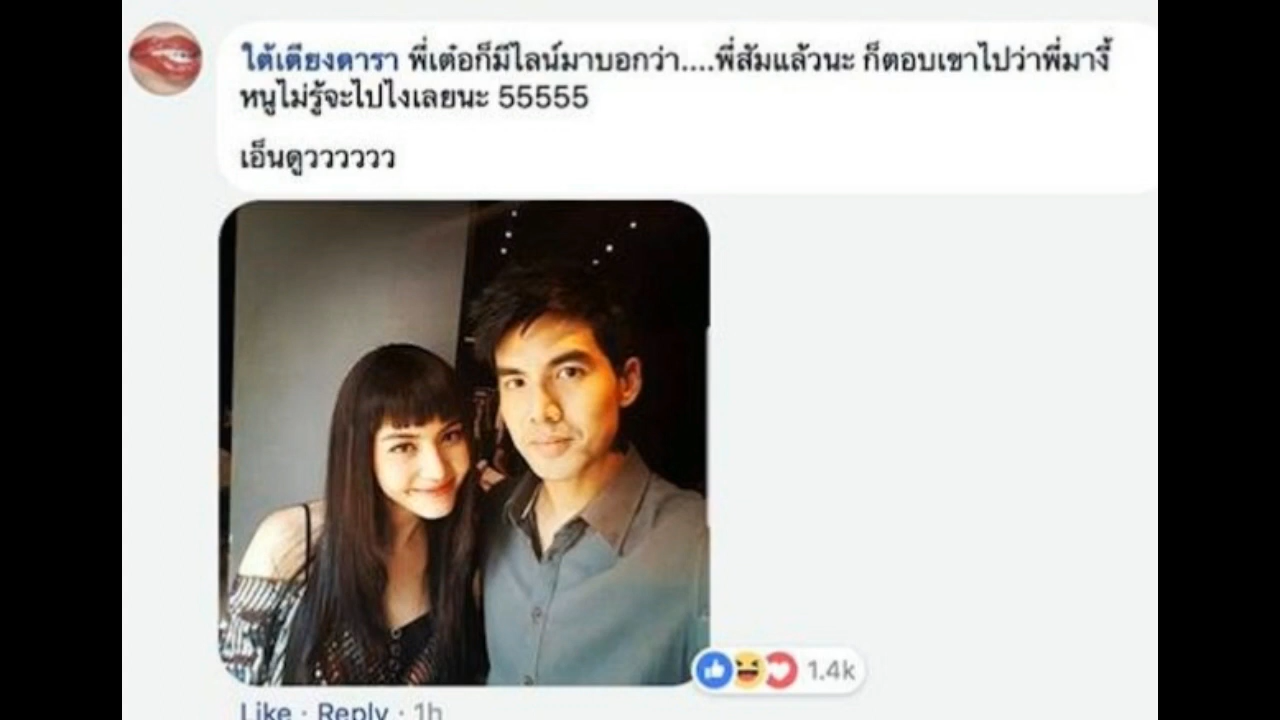 ใต้เตียงดารา พี่เต๋อก็มีไลน์มาบอกว่า....พี่สัมแล้วนะ ก็ตอบเขาไปว่าพี่มางี้
หนูไม่รู้จะไปไงเลยนะ 55555
เอ็นดูวววววว
1.4k
Like · Reply · 1h